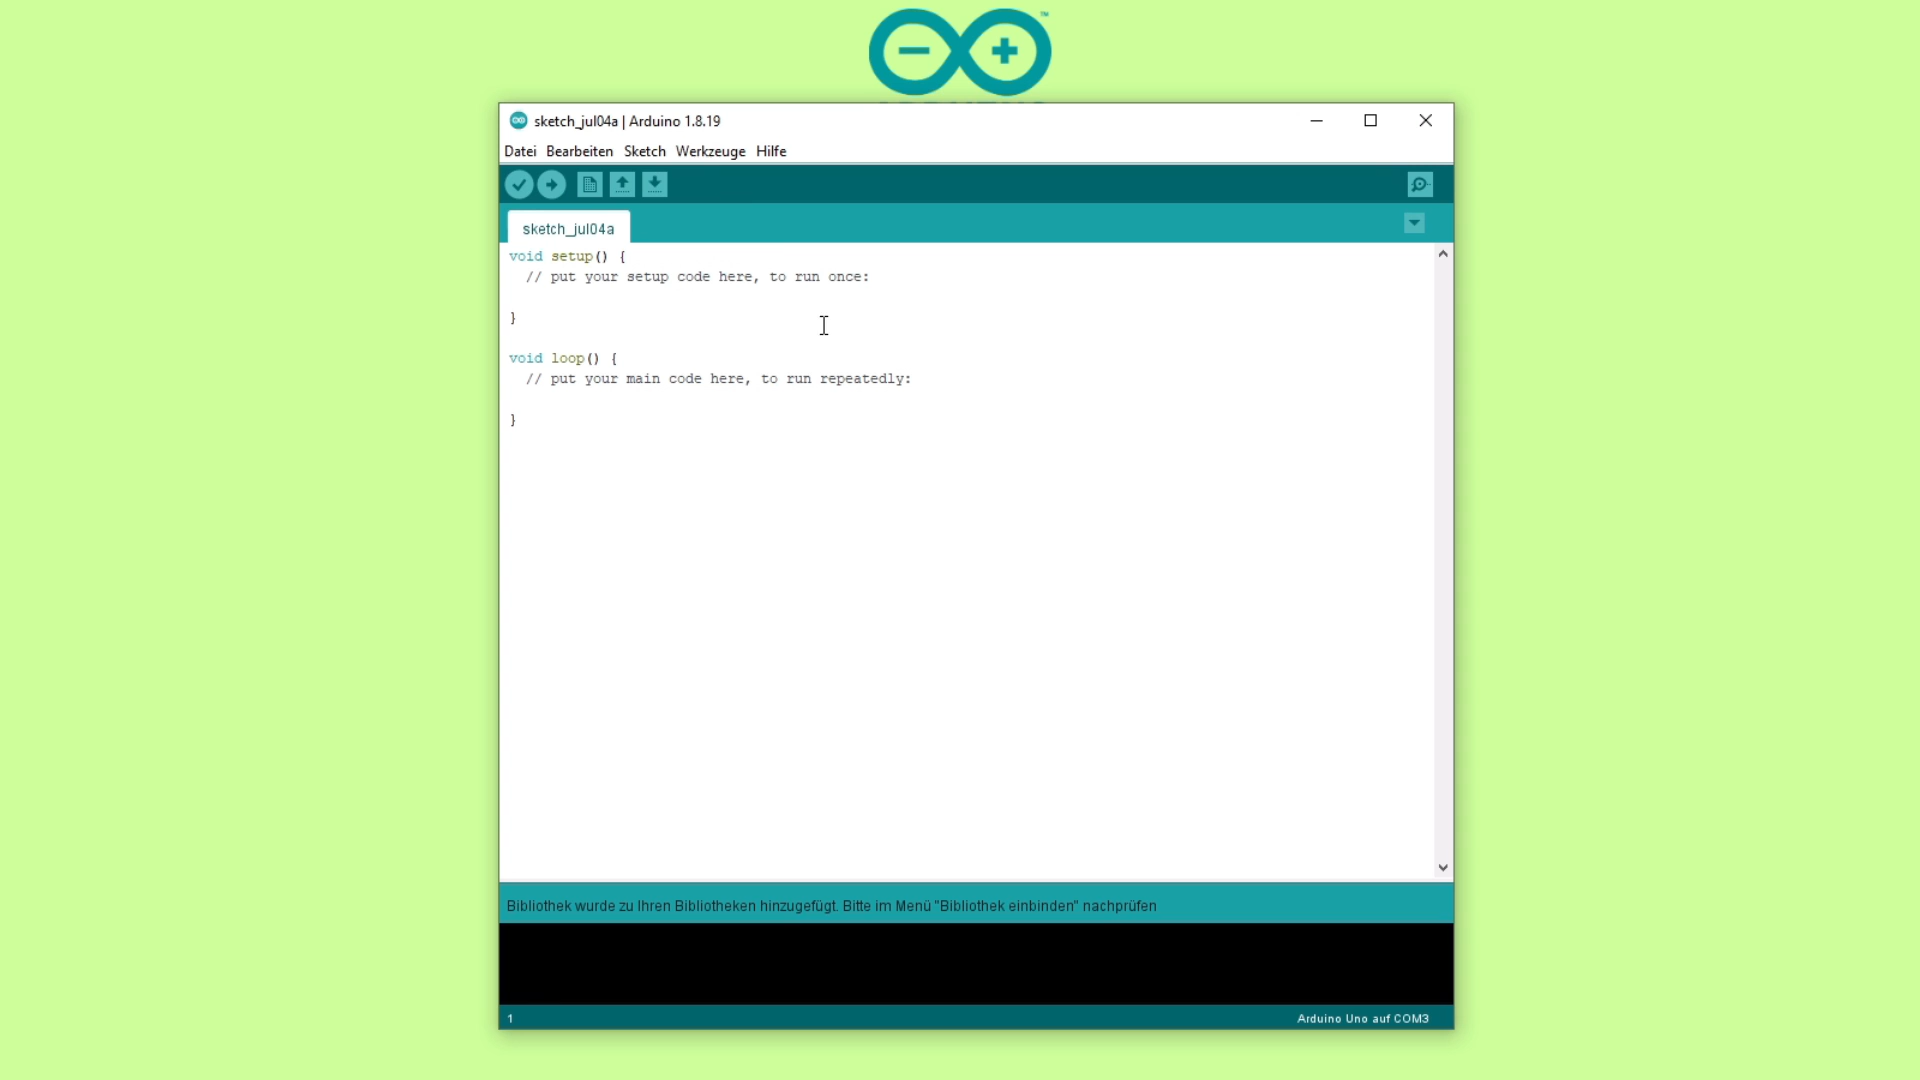 ™
sketch_jul04a | Arduino 1.8.19
Datei Bearbeiten Sketch Werkzeuge Hilfe
sketch_jul04a
void setup() {
  // put your setup code here, to run once:
}
void loop() {
  // put your main code here, to run repeatedly:
}
Bibliothek wurde zu Ihren Bibliotheken hinzugefügt. Bitte im Menü "Bibliothek einbinden" nachprüfen
1
Arduino Uno auf COM3